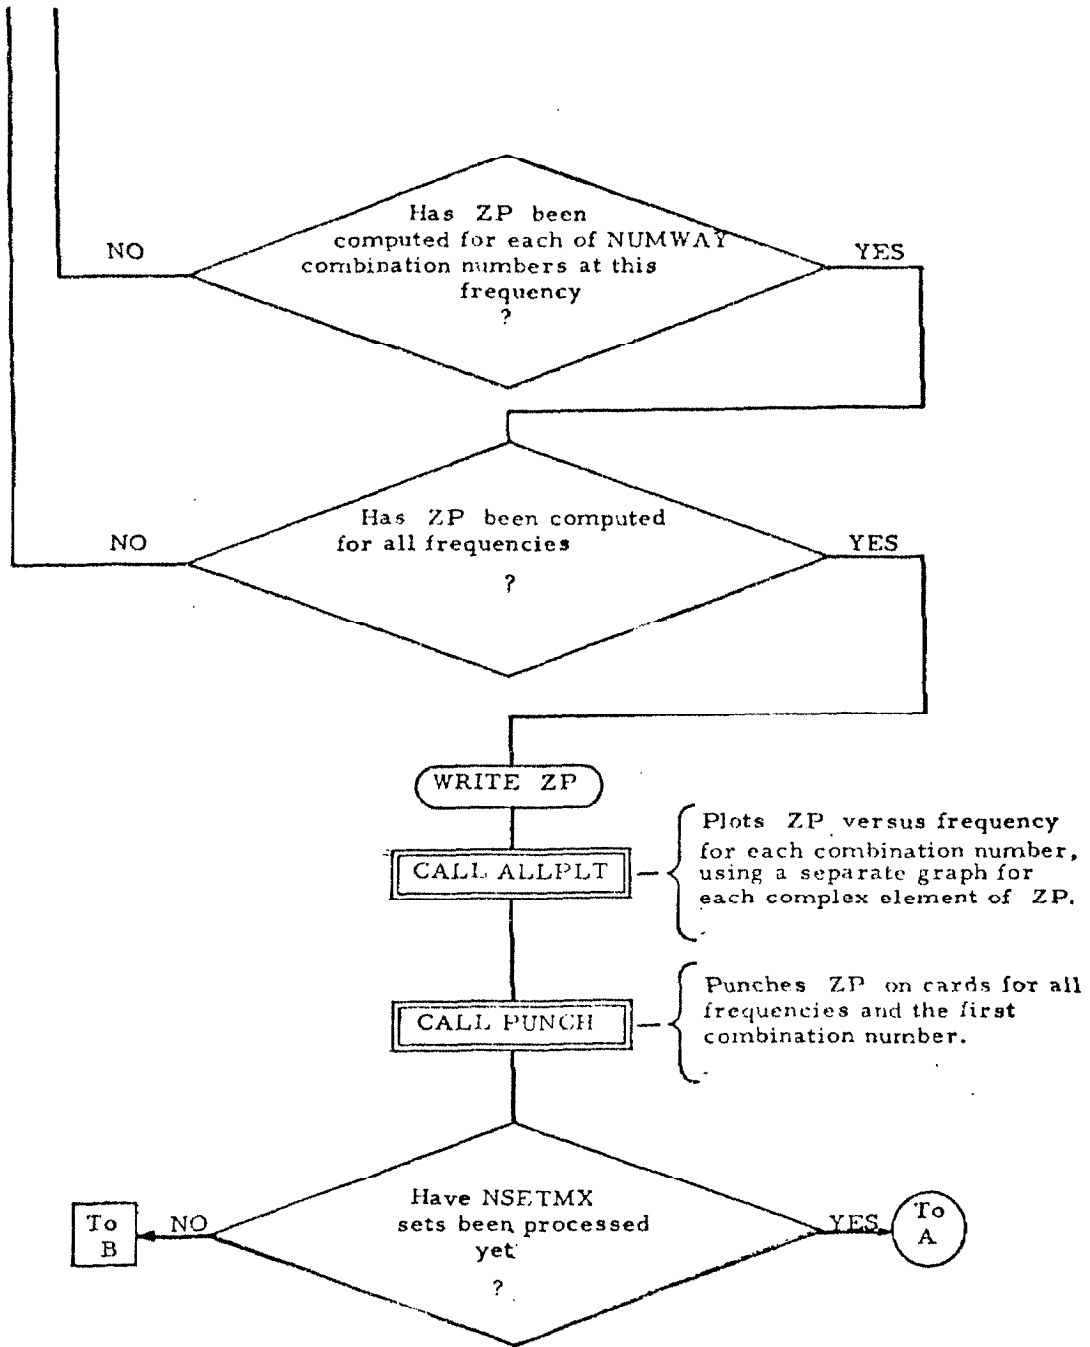 Has ZP been
computed for each of NUMWAY
combination numbers at this
frequency
?
NO
YES
Has ZP been computed
for all frequencies
?
NO
YES
WRITE ZP
CALL ALLPLT
Plots ZP versus frequency
for each combination number,
using a separate graph for
each complex element of ZP.
CALL PUNCH
Punches ZP on cards for all
frequencies and the first
combination number.
Have NSETMX
sets been processed
yet
?
NO
To
B
YES
To
A